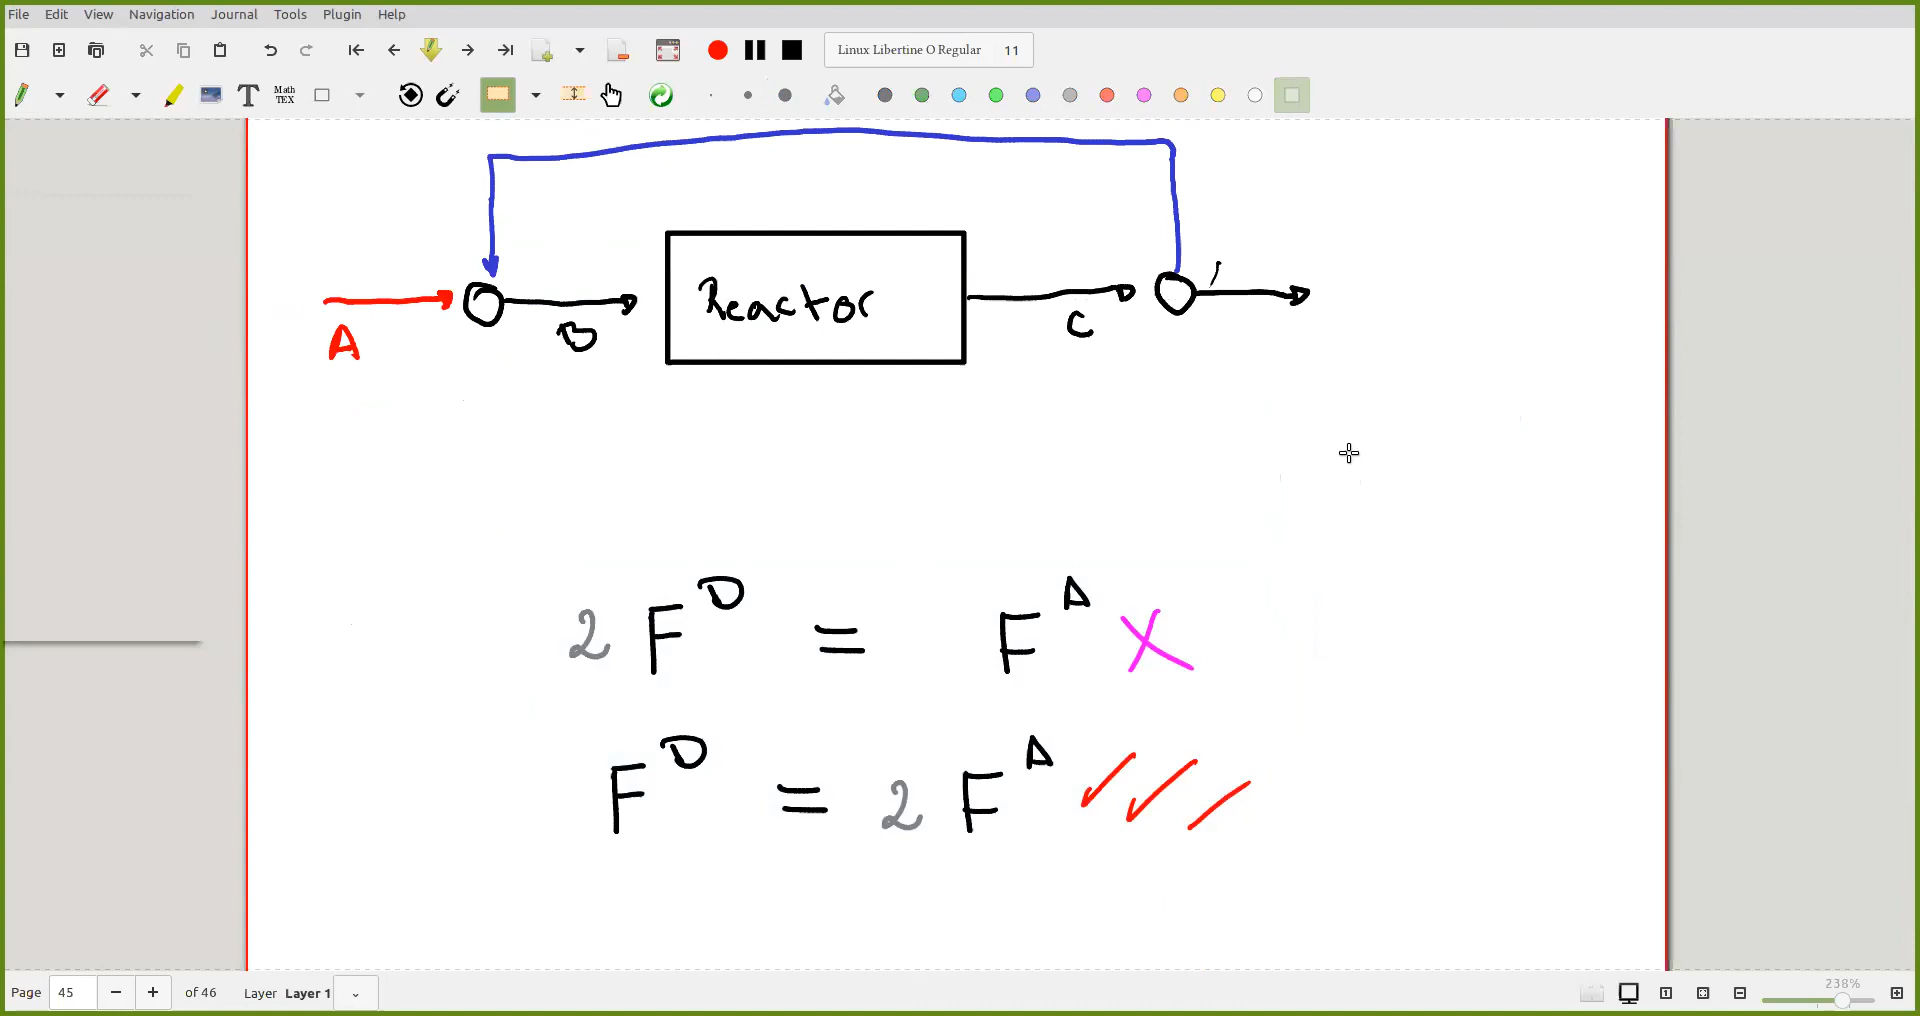 File Edit View Navigation Journal Tools Plugin Help
Linux Libertine O Regular 11
T Math TEX
Reactor
A
B
C
2 F^D = F^A X
F^D = 2 F^A ✓✓/
Page 45 − + of 46 Layer Layer 1 238%